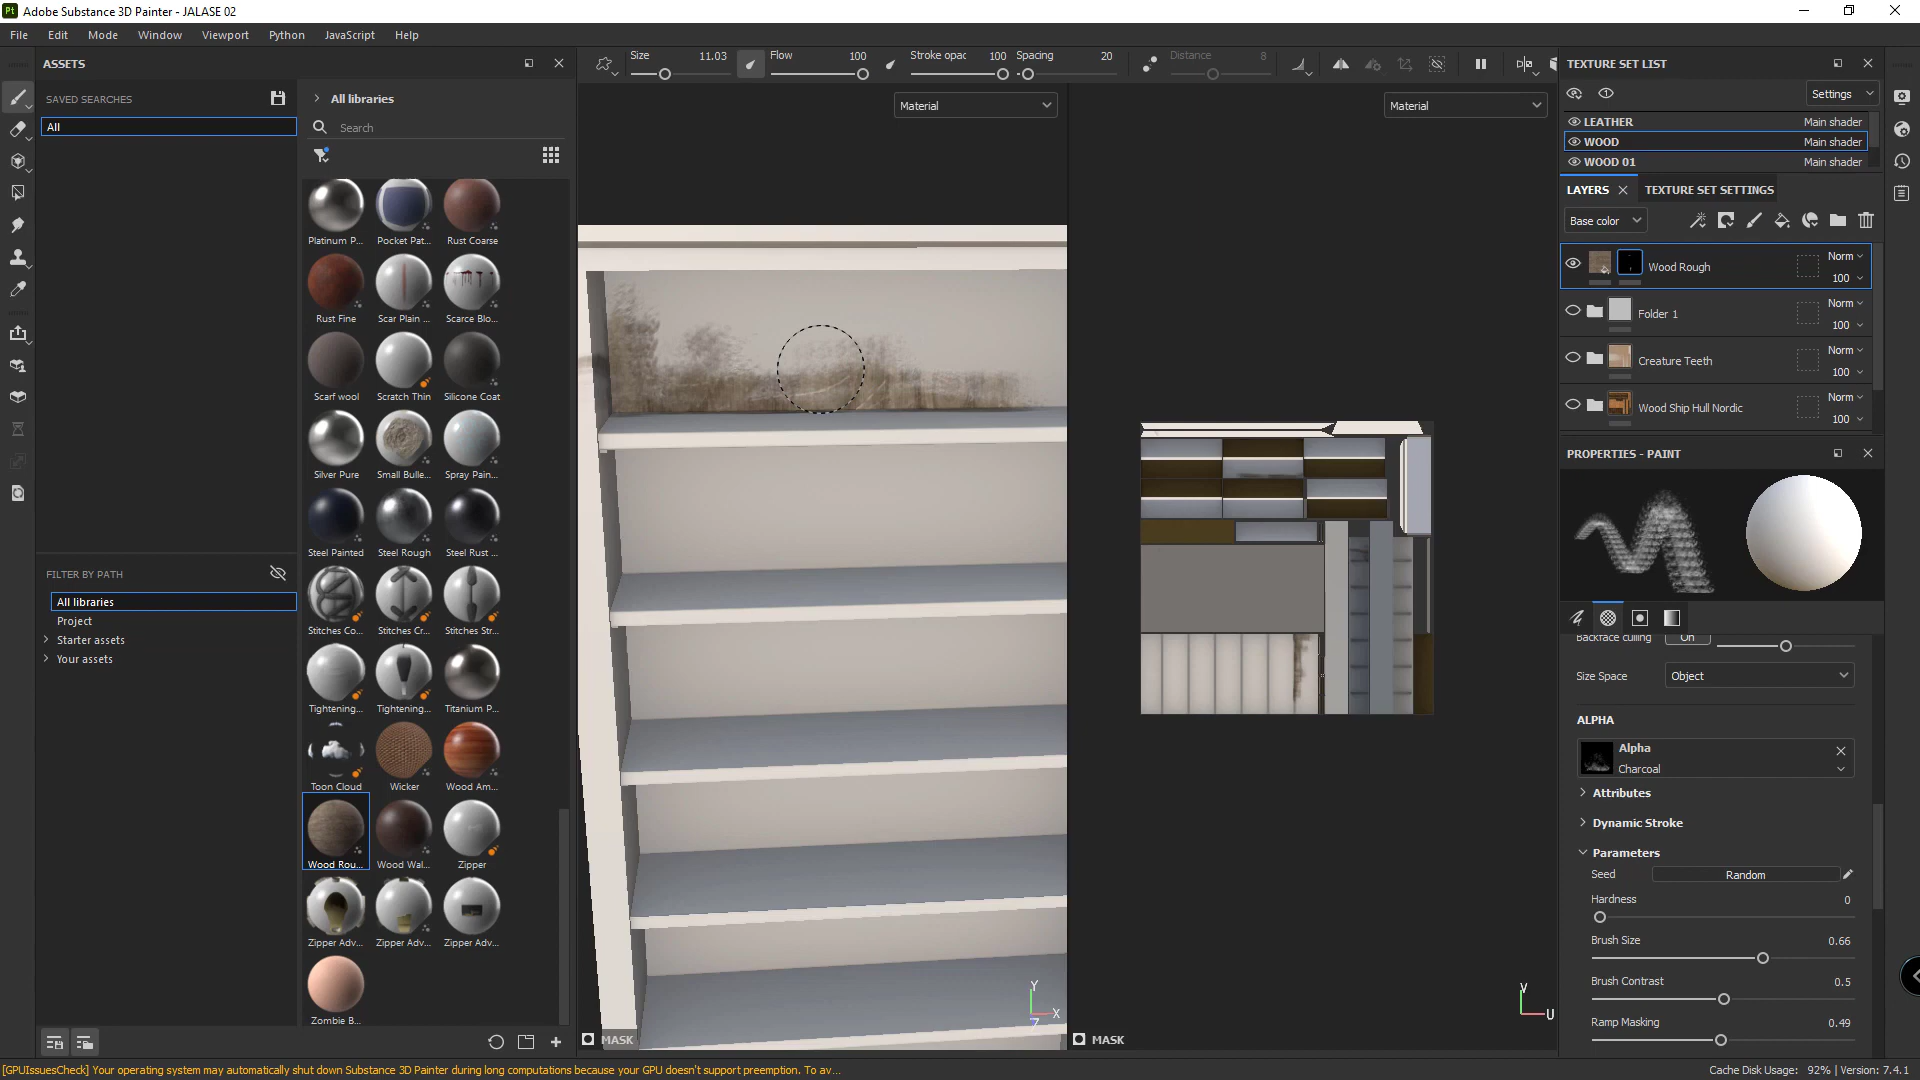 Pt Adobe Substance 3D Painter - JALASE 02
File Edit Mode Window Viewport Python JavaScript Help
ASSETS
SAVED SEARCHES
All
FILTER BY PATH
All libraries
Project
Starter assets
Your assets
All libraries
Search
Platinum P... Pocket Pat... Rust Coarse
Rust Fine Scar Plain ... Scarce Blo...
Scarf wool Scratch Thin Silicone Coat
Silver Pure Small Bulle... Spray Pain...
Steel Painted Steel Rough Steel Rust ...
Stitches Co... Stitches Cr... Stitches Str...
Tightening... Tightening... Titanium P...
Toon Cloud Wicker Wood Am...
Wood Rou... Wood Wal... Zipper
Zipper Adv... Zipper Adv... Zipper Adv...
Zombie B...
Size 11.03 Flow 100 Stroke opac 100 Spacing 20 Distance 8
Material
Y
X
Z
MASK
Material
V
U
MASK
TEXTURE SET LIST
Settings
LEATHER Main shader
WOOD Main shader
WOOD 01 Main shader
LAYERS TEXTURE SET SETTINGS
Base color
Wood Rough Norm 100
Folder 1 Norm 100
Creature Teeth Norm 100
Wood Ship Hull Nordic Norm 100
PROPERTIES - PAINT
Backface culling On
Size Space Object
ALPHA
Alpha
Charcoal
Attributes
Dynamic Stroke
Parameters
Seed Random
Hardness 0
Brush Size 0.66
Brush Contrast 0.5
Ramp Masking 0.49
[GPUIssuesCheck] Your operating system may automatically shut down Substance 3D Painter during long computations because your GPU doesn't support preemption. To av...
Cache Disk Usage: 92% | Version: 7.4.1